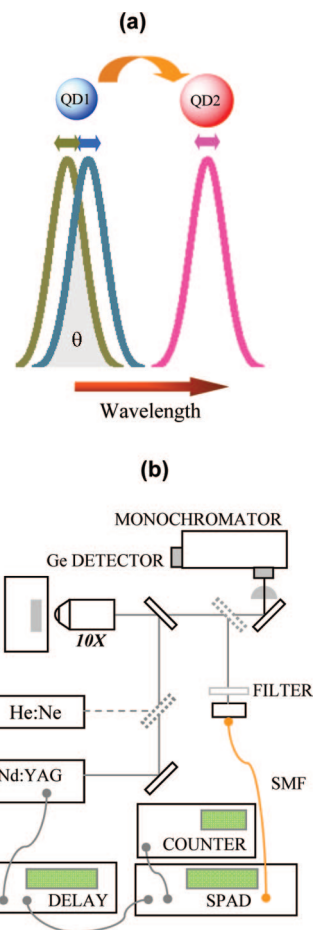 (a)
QD1 QD2
θ
Wavelength
(b)
MONOCHROMATOR
Ge DETECTOR
10X
FILTER
He:Ne
Nd:YAG
SMF
COUNTER
DELAY SPAD